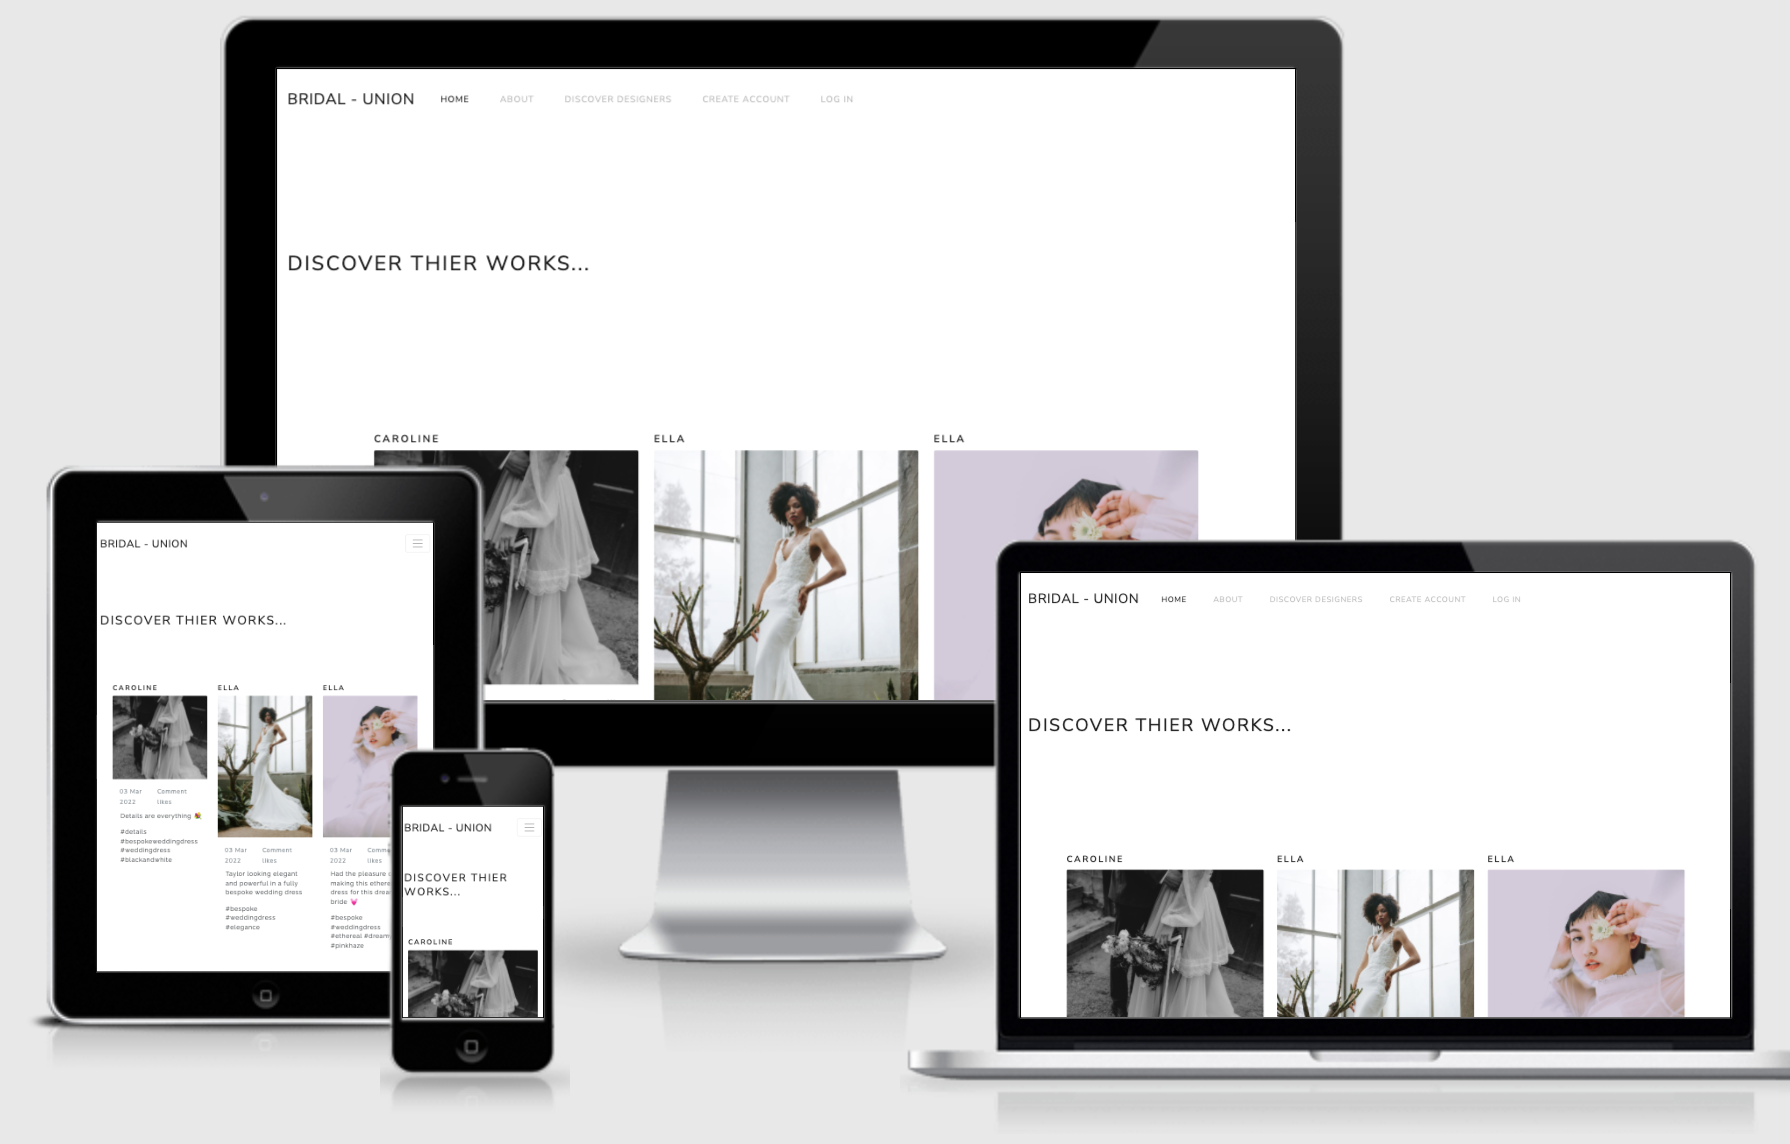 BRIDAL - UNION HOME ABOUT DISCOVER DESIGNERS CREATE ACCOUNT LOG IN
DISCOVER THIER WORKS...
CAROLINE ELLA ELLA
BRIDAL - UNION
DISCOVER THIER WORKS...
CAROLINE ELLA ELLA
03 Mar Comment
2022 likes
Details are everything 💐
#details
#bespokeweddingdress
#weddingdress
#blackandwhite
03 Mar Comment
2022 likes
Taylor looking elegant
and powerful in a fully
bespoke wedding dress
#bespoke
#weddingdress
#elegance
03 Mar Comme
2022 likes
Had the pleasure
making this ethere
dress for this drea
bride 💓
#bespoke
#weddingdress
#ethereal #dream
#pinkhaze
BRIDAL - UNION
DISCOVER THIER
WORKS...
CAROLINE
BRIDAL - UNION HOME ABOUT DISCOVER DESIGNERS CREATE ACCOUNT LOG IN
DISCOVER THIER WORKS...
CAROLINE ELLA ELLA